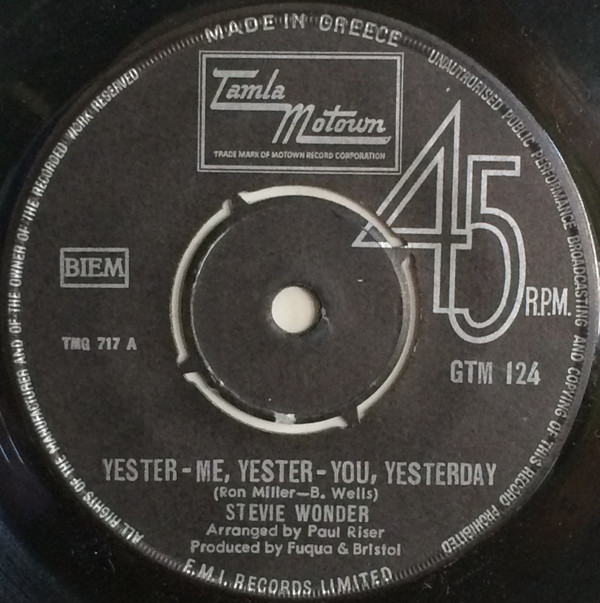 MADE IN GREECE
UNAUTHORISED PUBLIC PERFORMANCE BROADCASTING AND COPYING OF THIS RECORD PROHIBITED
ALL RIGHTS OF THE MANUFACTURER AND OF THE OWNER OF THE RECORDED WORK RESERVED
Tamla
Motown
TRADE MARK OF MOTOWN RECORD CORPORATION
45
R.P.M.
BIEM
TMG 717 A
GTM 124
YESTER-ME, YESTER-YOU, YESTERDAY
(Ron Miller—B. Wells)
STEVIE WONDER
Arranged by Paul Riser
Produced by Fuqua & Bristol
E.M.I. RECORDS LIMITED